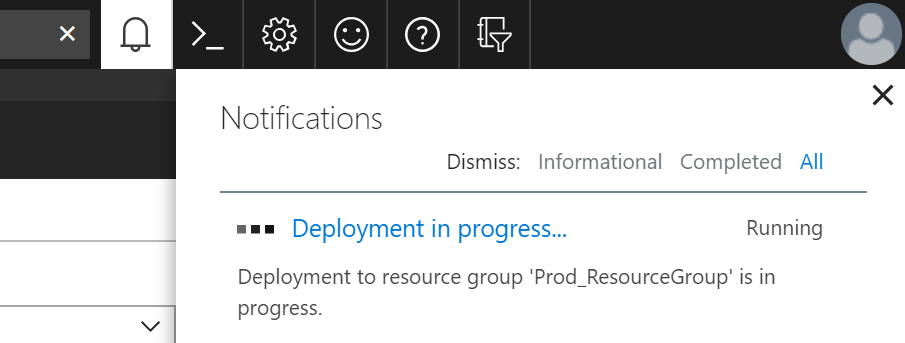 Notifications
Dismiss: Informational Completed All
Deployment in progress... Running
Deployment to resource group 'Prod_ResourceGroup' is in
progress.